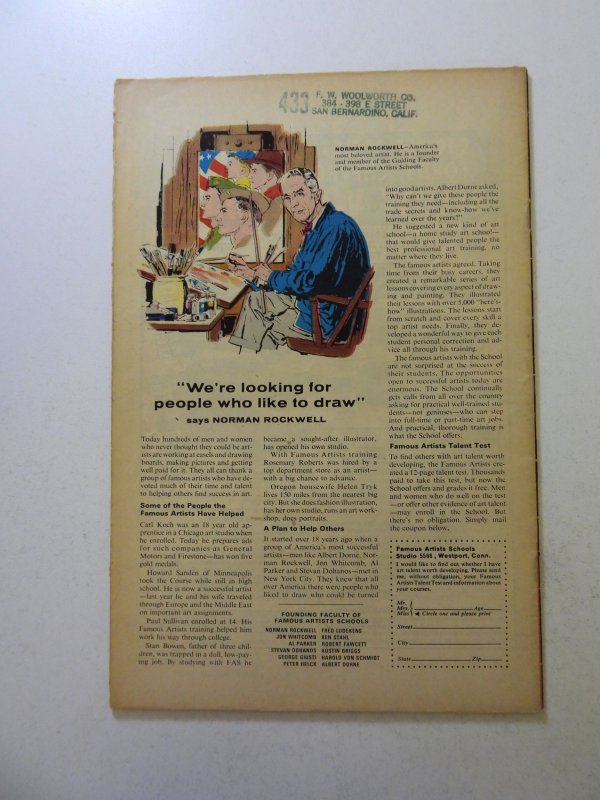 433
F. W. WOOLWORTH CO.
384 - 398 E STREET
SAN BERNARDINO, CALIF.
NORMAN ROCKWELL—America's
most beloved artist. He is a founder
and member of the Guiding Faculty
of the Famous Artists Schools.
"We're looking for
people who like to draw"
says NORMAN ROCKWELL
Today hundreds of men and women
who never thought they could be art-
ists are working at easels and drawing
boards, making pictures and getting
well paid for it. They all can thank a
group of famous artists who have de-
voted much of their time and talent
to helping others find success in art.
Some of the People the
Famous Artists Have Helped
Carl Koch was an 18 year old ap-
prentice in a Chicago art studio when
he enrolled. Today he prepares ads
for such companies as General
Motors and Firestone—has won five
gold medals.
Howard Sanden of Minneapolis
took the Course while still in high
school. He is now a successful artist
—last year he and his wife traveled
through Europe and the Middle East
on important art assignments.
Paul Sullivan enrolled at 14. His
Famous Artists training helped him
work his way through college.
Stan Bowen, father of three chil-
dren, was trapped in a dull, low-pay-
ing job. By studying with FAS he
became a sought-after illustrator,
has opened his own studio.
With Famous Artists training
Rosemary Roberts was hired by a
top department store as an artist—
with a big chance to advance.
Oregon housewife Helen Tryk
lives 150 miles from the nearest big
city. But she does fashion illustration,
has her own studio, runs an art work-
shop, does portraits.
A Plan to Help Others
It started over 18 years ago when a
group of America's most successful
artists—men like Albert Dorne, Nor-
man Rockwell, Jon Whitcomb, Al
Parker and Stevan Dohanos—met in
New York City. They knew that all
over America there were people who
liked to draw who could be turned
into good artists. Albert Dorne asked,
"Why can't we give these people the
training they need—including all the
trade secrets and know-how we've
learned over the years?"
He suggested a new kind of art
school—a home study art school—
that would give talented people the
best professional art training, no
matter where they live.
The famous artists agreed. Taking
time from their busy careers, they
created a remarkable series of art
lessons covering every aspect of draw-
ing and painting. They illustrated
their lessons with over 5,000 "here's-
how" illustrations. The lessons start
from scratch and cover every skill a
top artist needs. Finally, they de-
veloped a wonderful way to give each
student personal correction and ad-
vice all through his training.
The famous artists with the School
are not surprised at the success of
their students. The opportunities
open to successful artists today are
enormous. The School continually
gets calls from all over the country
asking for practical well-trained stu-
dents—not geniuses—who can step
into full-time or part-time art jobs.
And practical, thorough training is
what the School offers.
Famous Artists Talent Test
To find others with art talent worth
developing, the Famous Artists cre-
ated a 12-page talent test. Thousands
paid to take this test, but now the
School offers and grades it free. Men
and women who do well on the test
—or offer other evidence of art talent
—may enroll in the School. But
there's no obligation. Simply mail
the coupon below.
FOUNDING FACULTY OF
FAMOUS ARTISTS SCHOOLS
NORMAN ROCKWELL FRED LUDEKENS
JON WHITCOMB BEN STAHL
AL PARKER ROBERT FAWCETT
STEVAN DOHANOS AUSTIN BRIGGS
GEORGE GIUSTI HAROLD VON SCHMIDT
PETER HELCK ALBERT DORNE
Famous Artists Schools
Studio 5568, Westport, Conn.
I would like to find out whether I have
art talent worth developing. Please send
me, without obligation, your Famous
Artists Talent Test and information about
your courses.
Mr.
Mrs. Age
Miss Circle one and please print
Street
City
State Zip